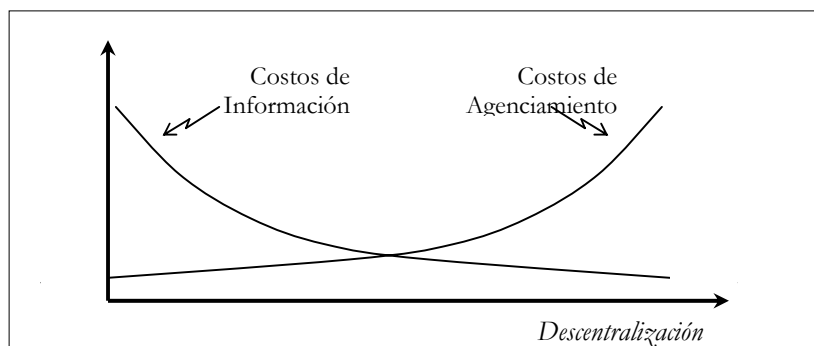 Costos de
Información
Costos de
Agenciamiento
Descentralización